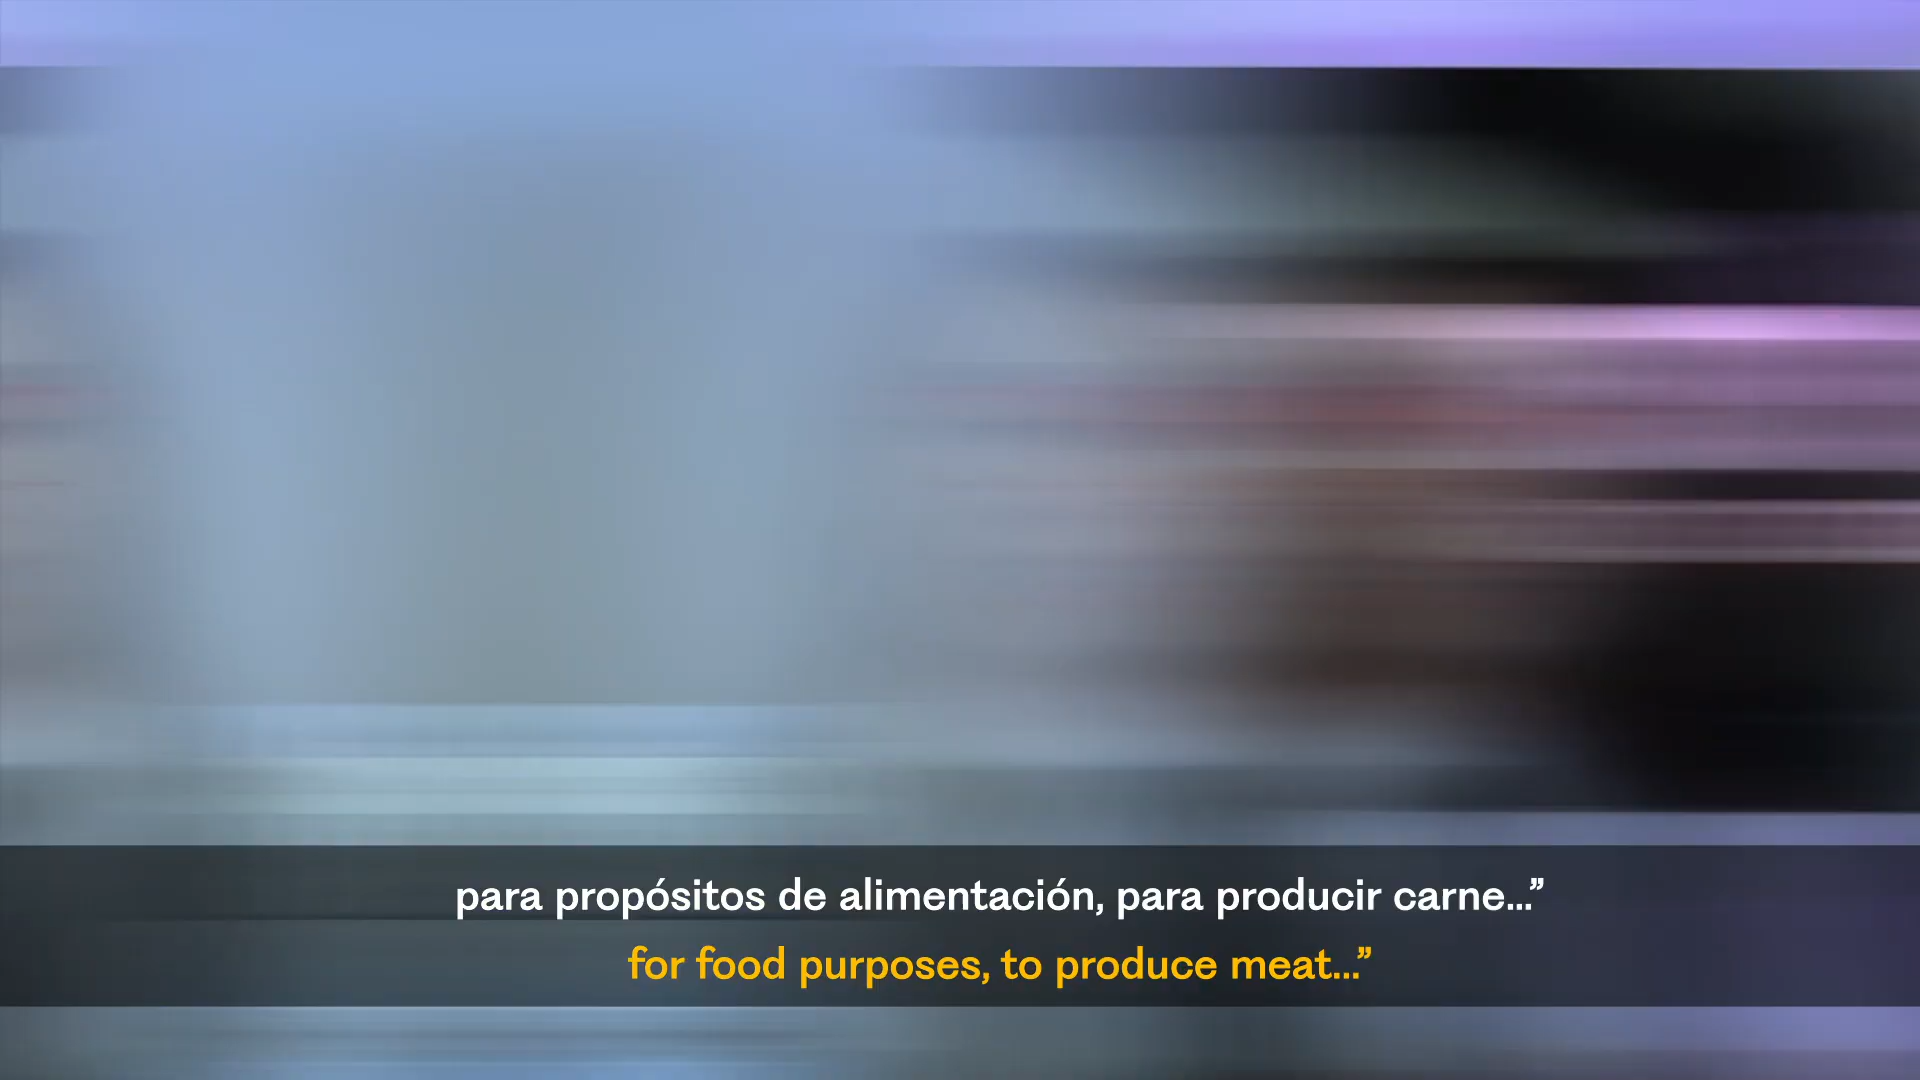 para propósitos de alimentación, para producir carne...”
for food purposes, to produce meat...”